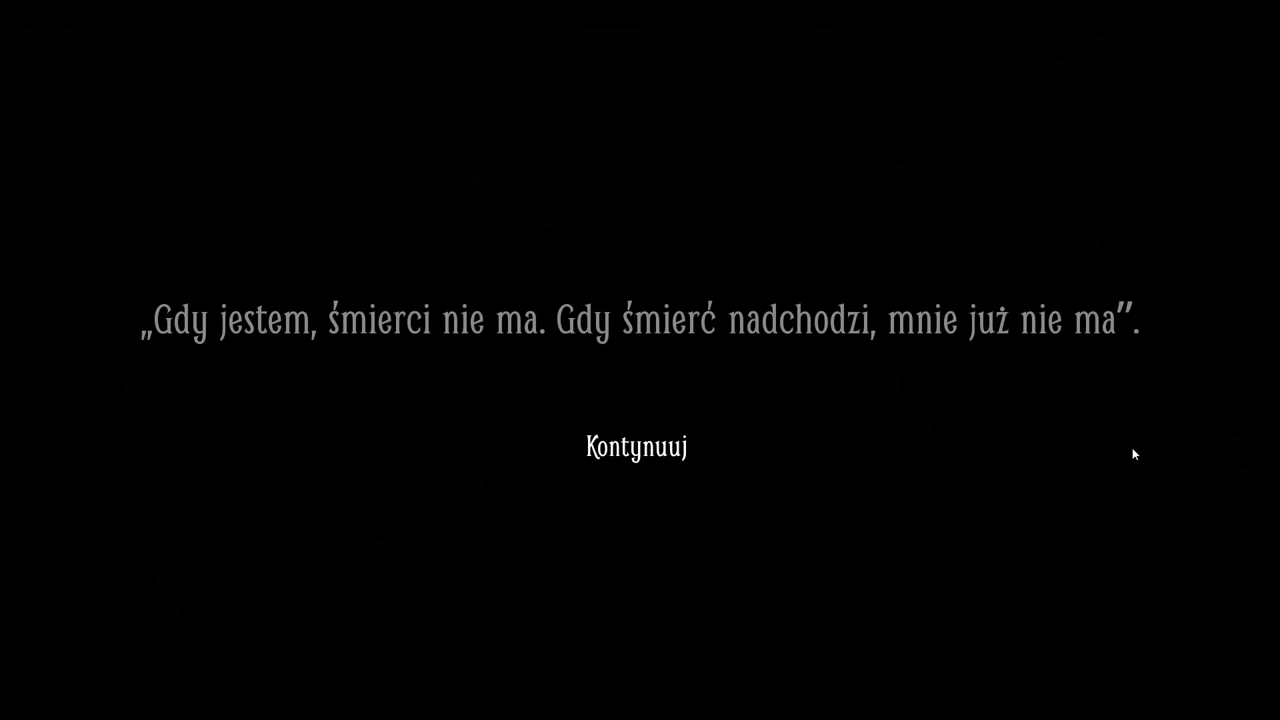 „Gdy jestem, śmierci nie ma. Gdy śmierć nadchodzi, mnie już nie ma”.
Kontynuuj